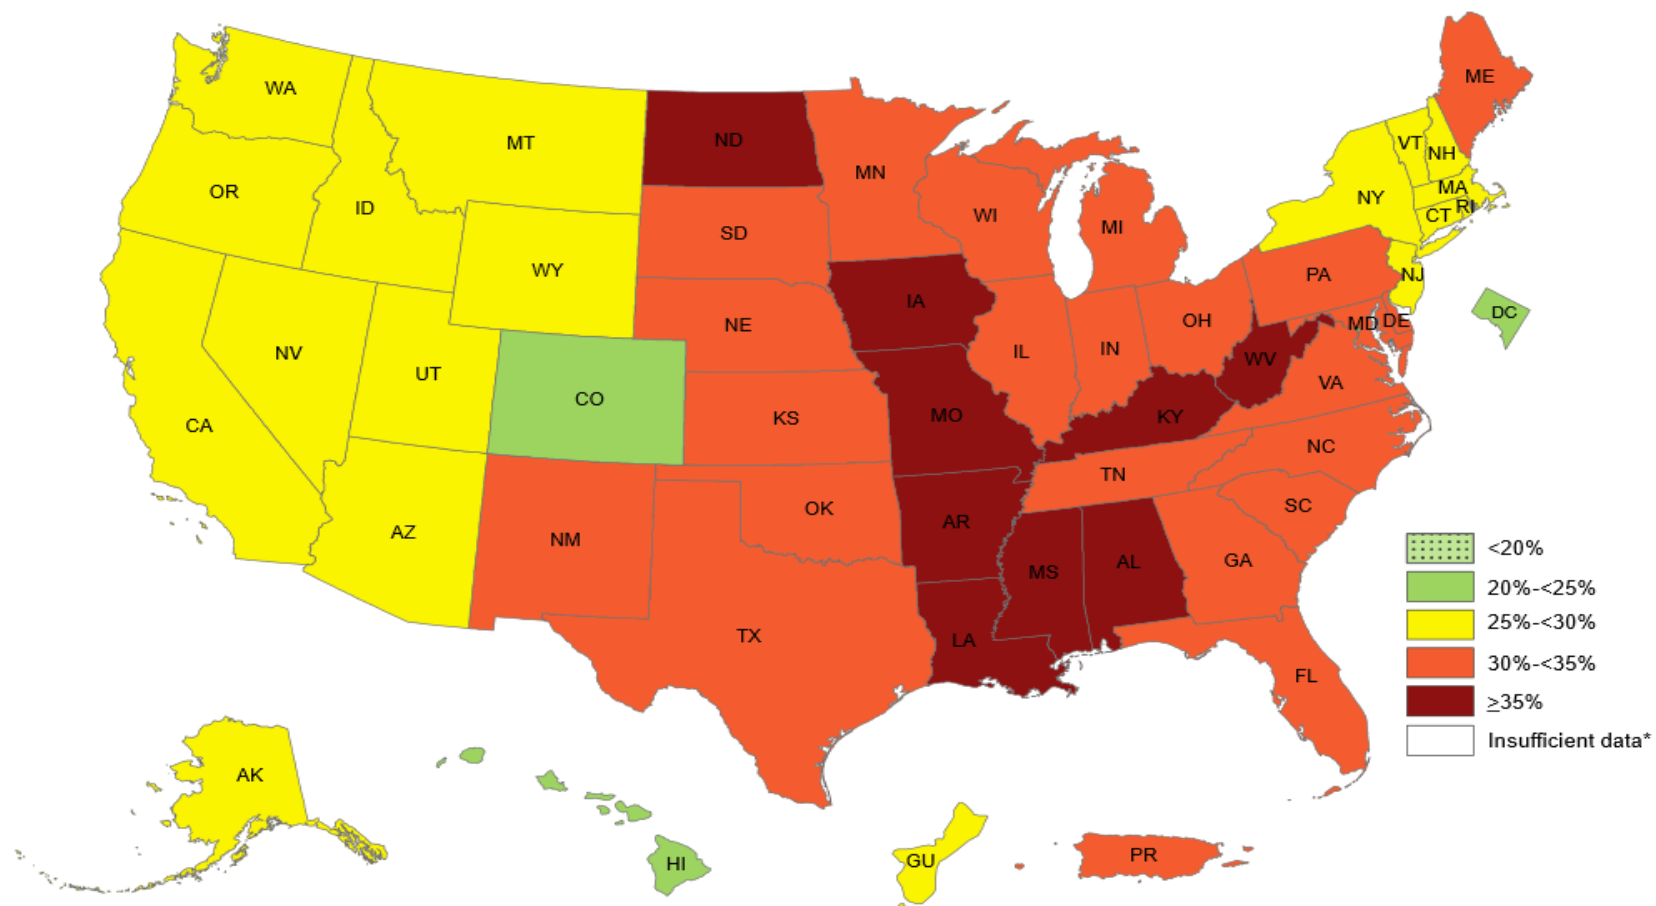 ME
WA
ND
MT
VT
NH
MN
OR
ID
NY
MA
CT
RI
WI
MI
SD
WY
PA
NJ
IA
DC
NE
OH
MD
DE
NV
IL
IN
WV
UT
VA
CO
CA
KS
MO
KY
NC
TN
SC
OK
AR
AZ
NM
GA
AL
MS
<20%
20%-<25%
25%-<30%
TX
LA
30%-<35%
FL
≥35%
Insufficient data*
AK
HI
GU
PR